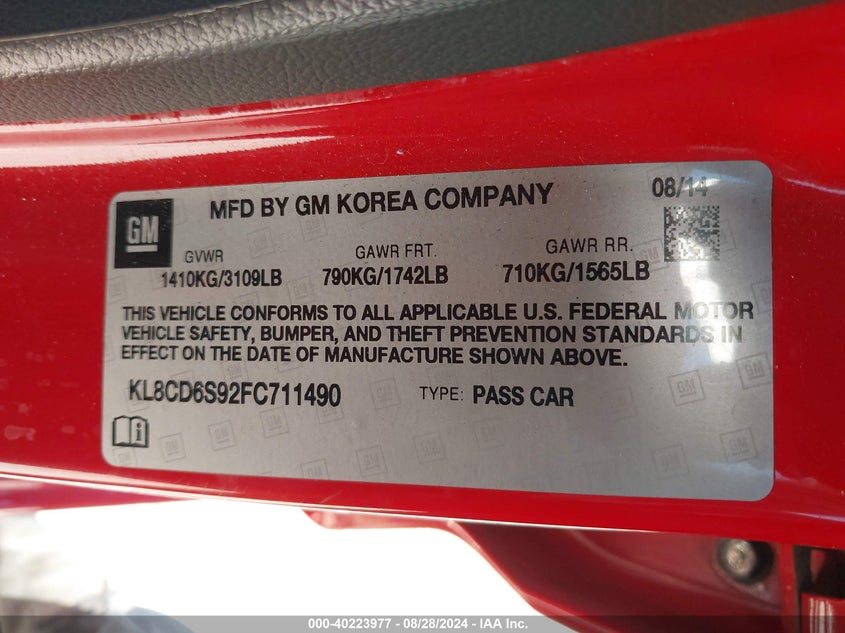 GM
MFD BY GM KOREA COMPANY
08/14
GVWR
GAWR FRT.
GAWR RR.
1410KG/3109LB
790KG/1742LB
710KG/1565LB
THIS VEHICLE CONFORMS TO ALL APPLICABLE U.S. FEDERAL MOTOR
VEHICLE SAFETY, BUMPER, AND THEFT PREVENTION STANDARDS IN
EFFECT ON THE DATE OF MANUFACTURE SHOWN ABOVE.
KL8CD6S92FC711490
TYPE: PASS CAR
000-40223977 - 08/28/2024 - IAA Inc.